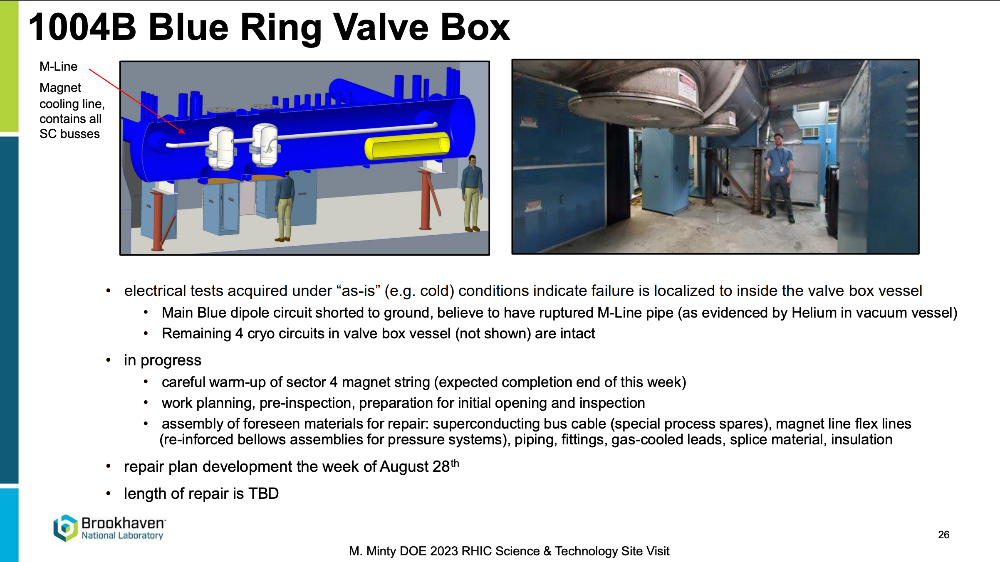 1004B Blue Ring Valve Box
M-Line
Magnet
cooling line,
contains all
SC busses
• electrical tests acquired under “as-is” (e.g. cold) conditions indicate failure is localized to inside the valve box vessel
• Main Blue dipole circuit shorted to ground, believe to have ruptured M-Line pipe (as evidenced by Helium in vacuum vessel)
• Remaining 4 cryo circuits in valve box vessel (not shown) are intact
• in progress
• careful warm-up of sector 4 magnet string (expected completion end of this week)
• work planning, pre-inspection, preparation for initial opening and inspection
• assembly of foreseen materials for repair: superconducting bus cable (special process spares), magnet line flex lines
(re-inforced bellows assemblies for pressure systems), piping, fittings, gas-cooled leads, splice material, insulation
• repair plan development the week of August 28th
• length of repair is TBD
Brookhaven™
National Laboratory
26
M. Minty DOE 2023 RHIC Science & Technology Site Visit